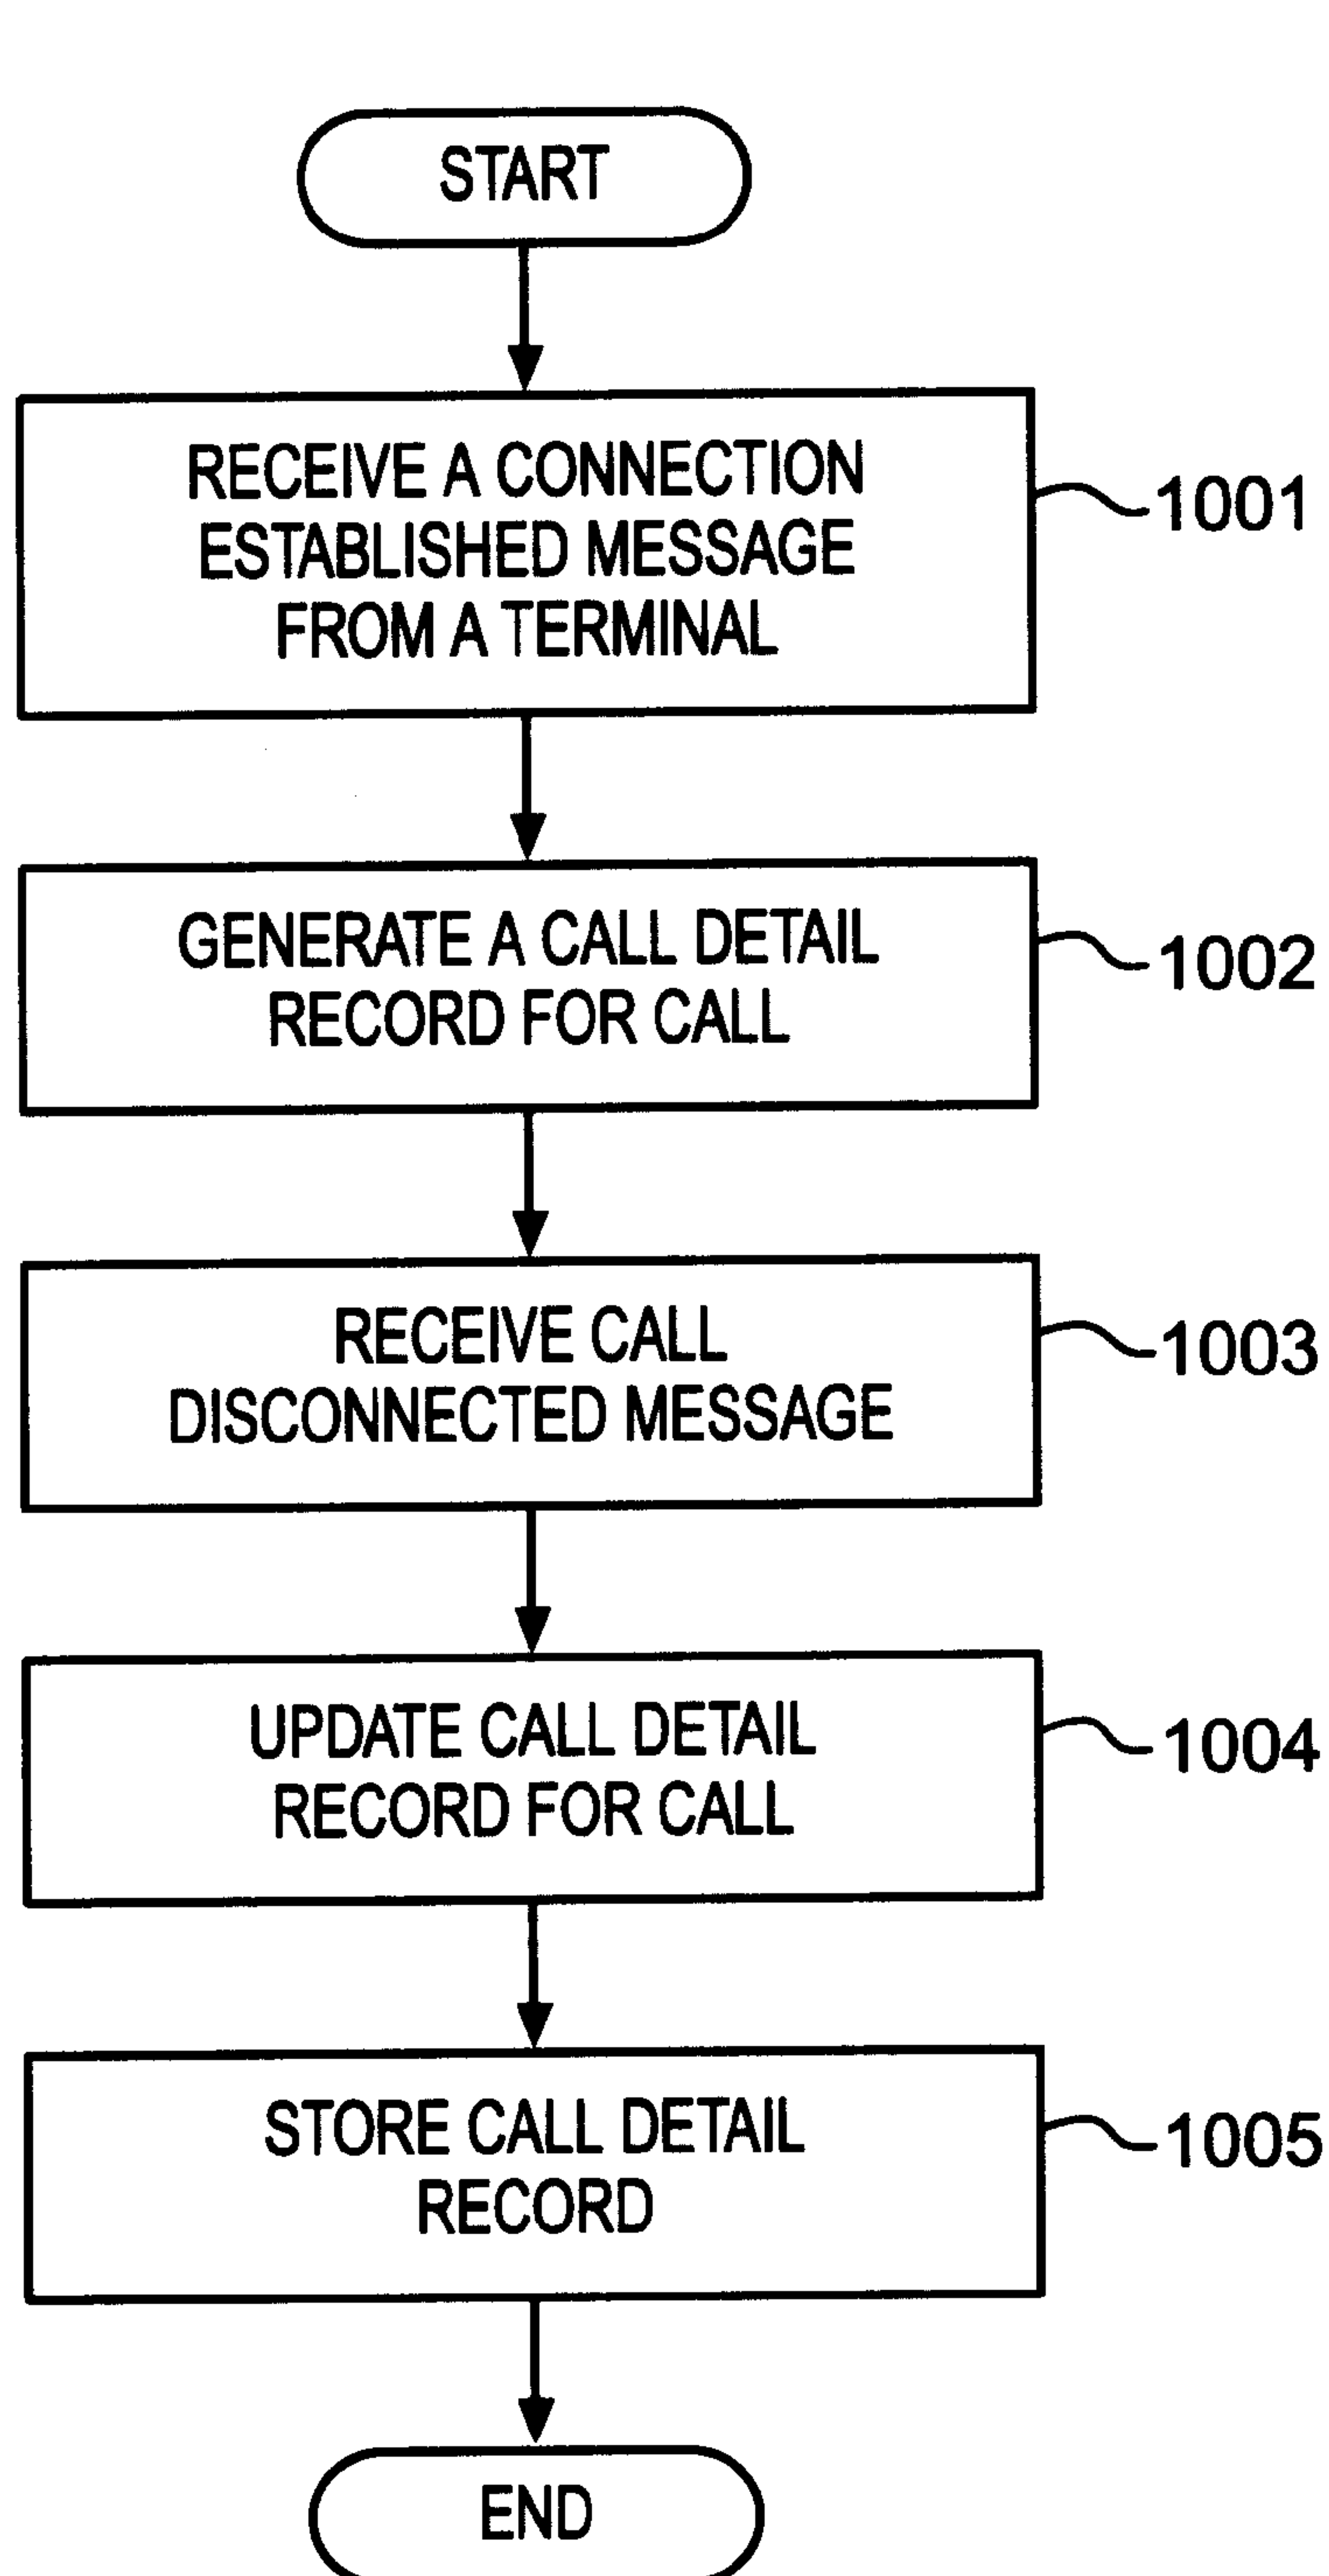 START
RECEIVE A CONNECTION
ESTABLISHED MESSAGE
FROM A TERMINAL
1001
GENERATE A CALL DETAIL
RECORD FOR CALL
1002
RECEIVE CALL
DISCONNECTED MESSAGE
1003
UPDATE CALL DETAIL
RECORD FOR CALL
1004
STORE CALL DETAIL
RECORD
1005
END